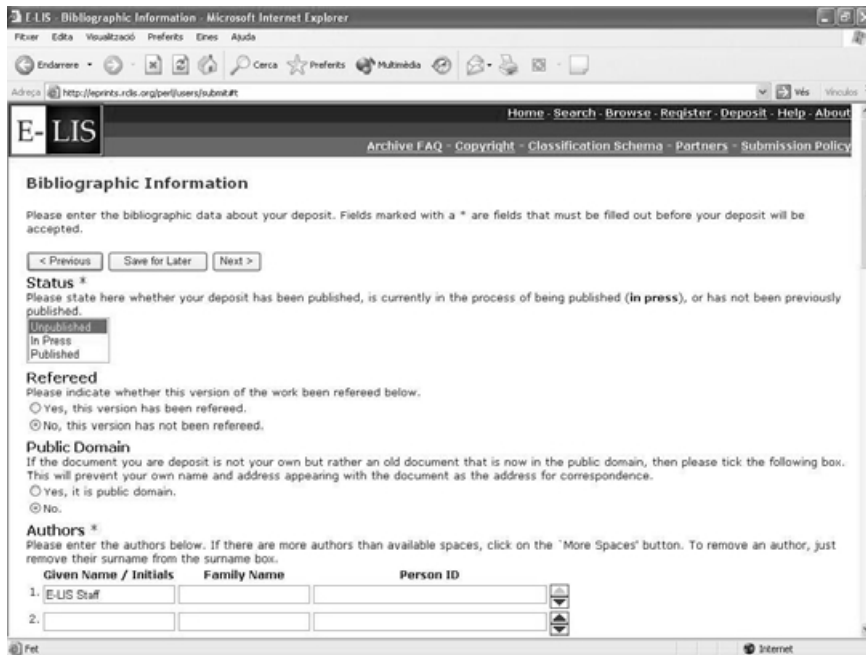 E-LIS - Bibliographic Information - Microsoft Internet Explorer
Fitxer Edita Visualització Preferits Eines Ajuda
Endarrere Cerca Preferits Multimèdia
Adreça http://eprints.rclis.org/perl/users/submit#t Vés Vínculos
Home - Search - Browse - Register - Deposit - Help - About
E-LIS
Archive FAQ - Copyright - Classification Schema - Partners - Submission Policy
Bibliographic Information
Please enter the bibliographic data about your deposit. Fields marked with a * are fields that must be filled out before your deposit will be
accepted.
< Previous Save for Later Next >
Status *
Please state here whether your deposit has been published, is currently in the process of being published (in press), or has not been previously
published.
Unpublished
In Press
Published
Refereed
Please indicate whether this version of the work been refereed below.
Yes, this version has been refereed.
No, this version has not been refereed.
Public Domain
If the document you are deposit is not your own but rather an old document that is now in the public domain, then please tick the following box.
This will prevent your own name and address appearing with the document as the address for correspondence.
Yes, it is public domain.
No.
Authors *
Please enter the authors below. If there are more authors than available spaces, click on the `More Spaces' button. To remove an author, just
remove their surname from the surname box.
Given Name / Initials Family Name Person ID
1. E-LIS Staff
2.
Fet Internet